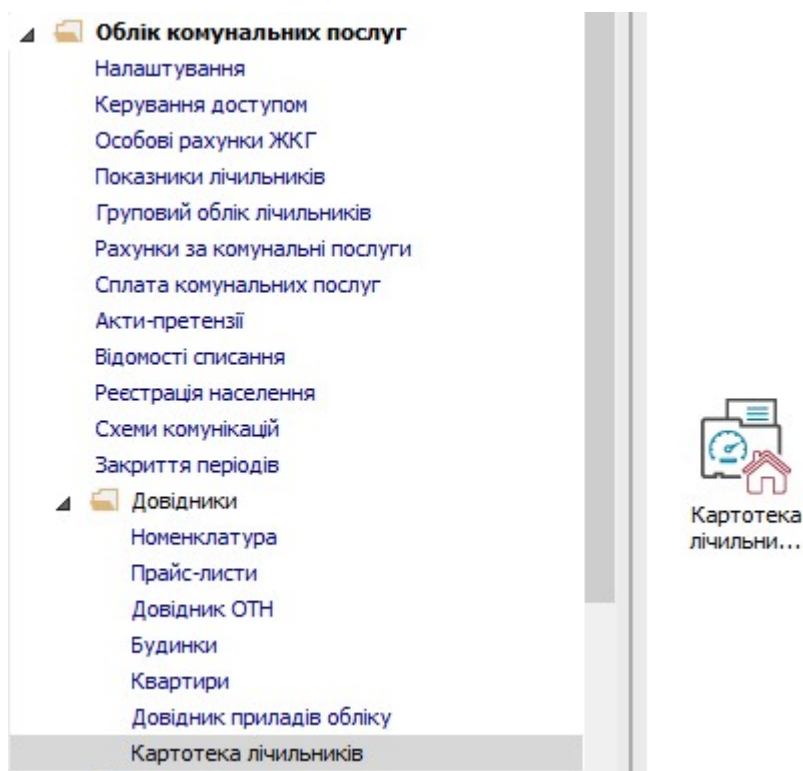 Облік комунальних послуг
Налаштування
Керування доступом
Особові рахунки ЖКГ
Показники лічильників
Груповий облік лічильників
Рахунки за комунальні послуги
Сплата комунальних послуг
Акти-претензії
Відомості списання
Реєстрація населення
Схеми комунікацій
Закриття періодів
Довідники
Номенклатура
Прайс-листи
Довідник ОТН
Будинки
Квартири
Довідник приладів обліку
Картотека лічильників
Картотека
лічильни...